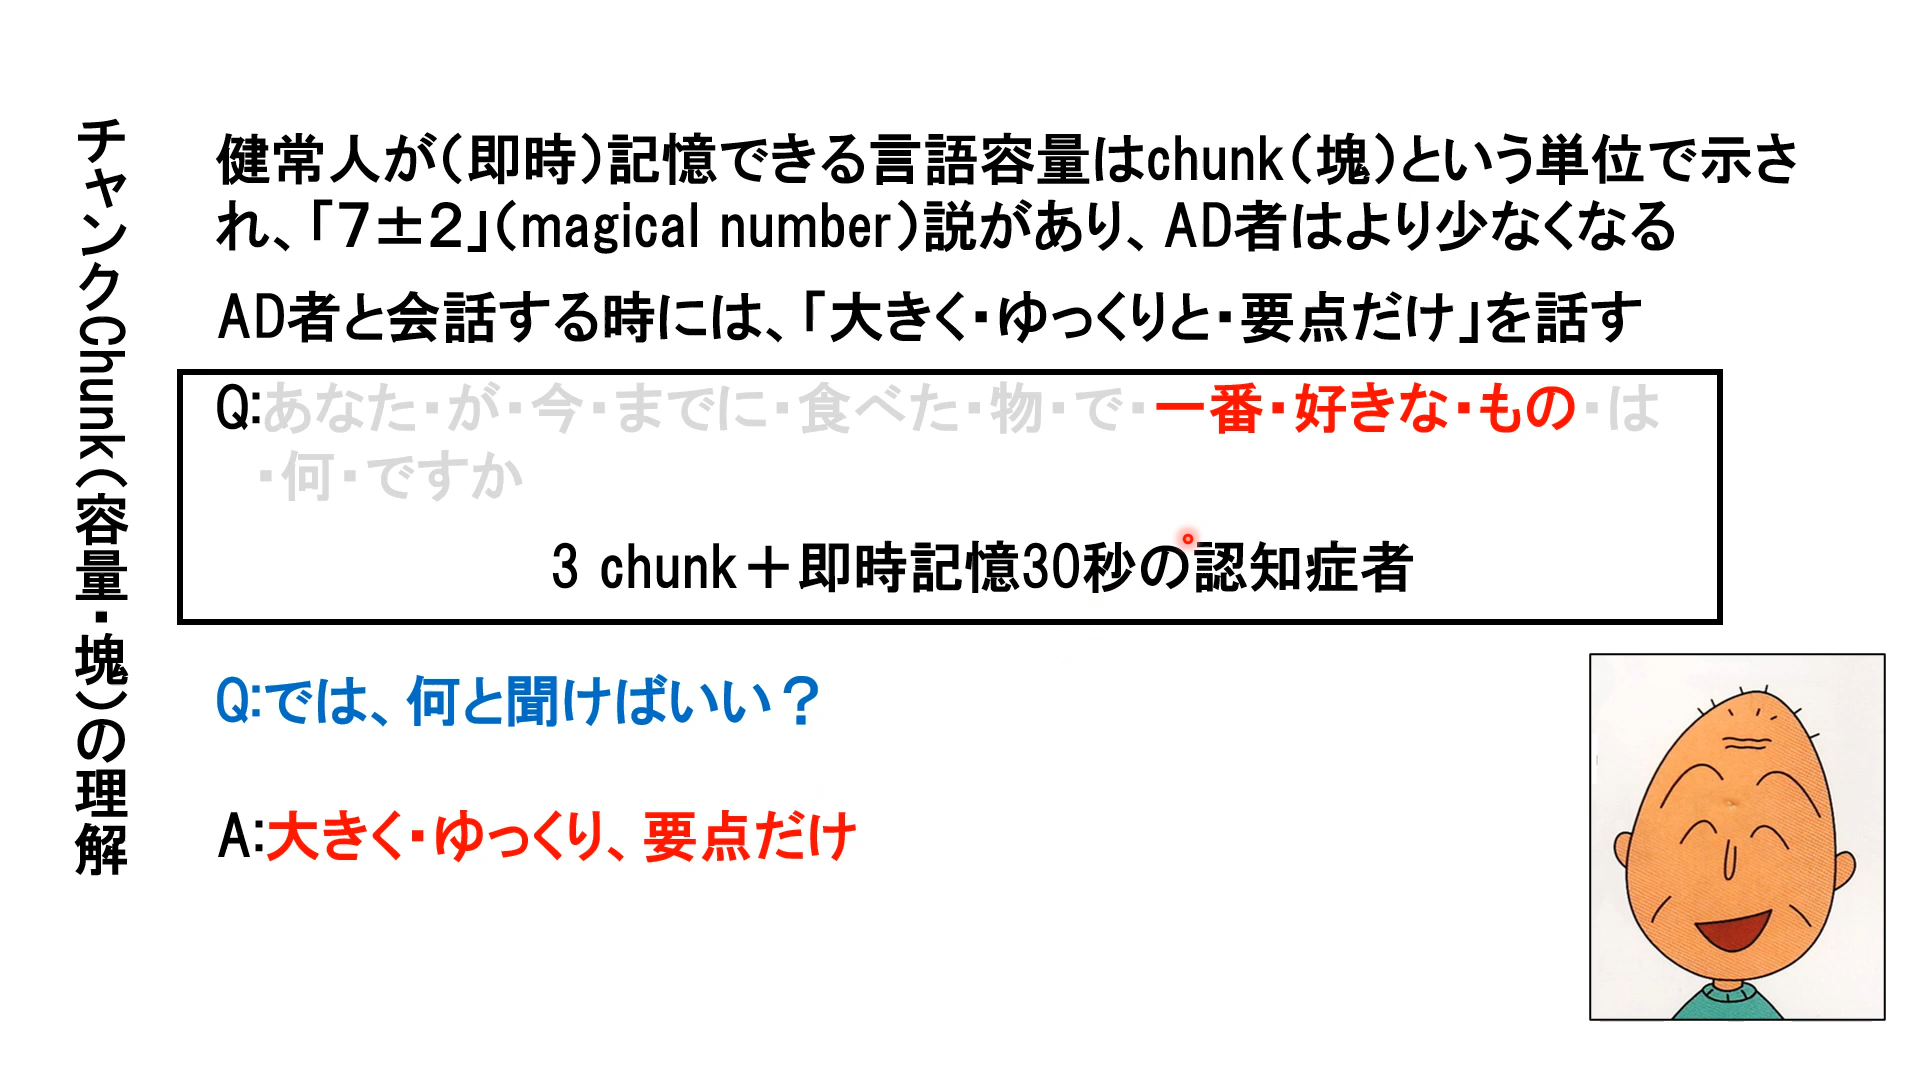 チャンクChunk（容量・塊）の理解
健常人が（即時）記憶できる言語容量はchunk（塊）という単位で示さ
れ、「７±２」（magical number）説があり、AD者はより少なくなる
AD者と会話する時には、「大きく・ゆっくりと・要点だけ」を話す
Q:あなた・が・今・までに・食べた・物・で・一番・好きな・もの・は
・何・ですか
3 chunk＋即時記憶30秒の認知症者
Q:では、何と聞けばいい？
A:大きく・ゆっくり、要点だけ